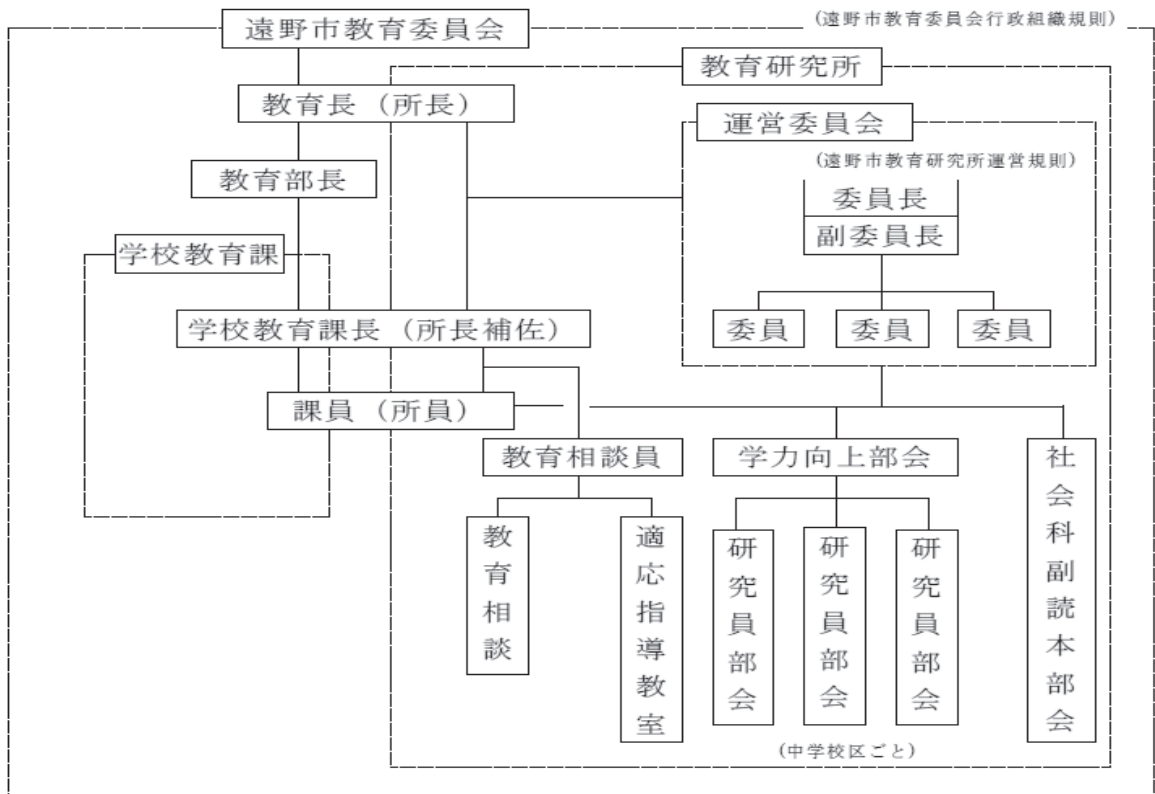 (遠野市教育委員会行政組織規則)
遠野市教育委員会
教育研究所
教育長（所長）
運営委員会
(遠野市教育研究所運営規則)
教育部長
委員長
副委員長
学校教育課
学校教育課長（所長補佐）
委員
委員
委員
課員（所員）
教育相談員
学力向上部会
社会科副読本部会
教育相談
適応指導教室
研究員部会
研究員部会
研究員部会
(中学校区ごと)